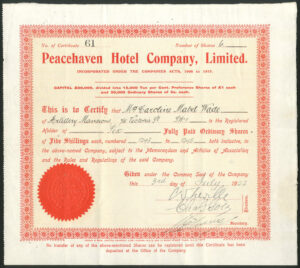 No. of Certificate 61 Number of Shares 6
Peacehaven Hotel Company, Limited.
INCORPORATED UNDER THE COMPANIES ACTS, 1908 to 1917.
CAPITAL £20,000, divided into 15,000 Ten per Cent. Preference Shares of £1 each
and 20,000 Ordinary Shares of 5s. each.
This is to Certify that Mrs Caroline Mabel Waite
of Artillery Mansions, Victoria St SW1 is the Registered
Holder of Six Fully Paid Ordinary Shares
of Five Shillings each, numbered to inclusive, in
the above-named Company, subject to the Memorandum and Articles of Association
and the Rules and Regulations of the said Company.
Given under the Common Seal of the Company
this 3rd day of July
Directors.
Secretary.
No transfer of any of the above-mentioned Shares can be registered until this Certificate has been
deposited at the Office of the Company.